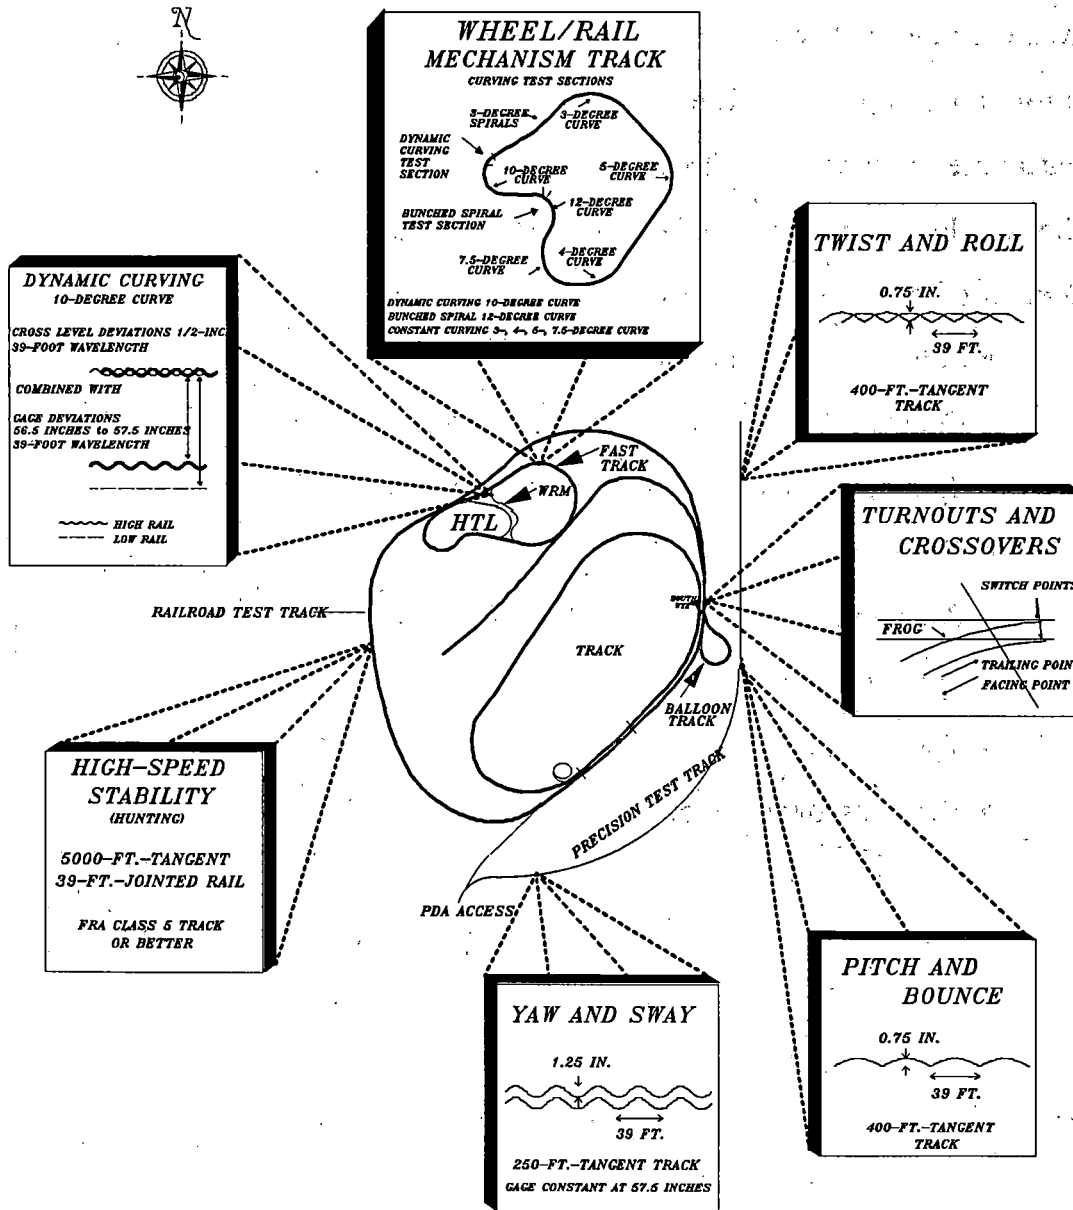 N
WHEEL/RAIL
MECHANISM TRACK
CURVING TEST SECTIONS
3-DEGREE
SPIRALS
3-DEGREE
CURVE
DYNAMIC
CURVING
TEST
SECTION
10-DEGREE
CURVE
5-DEGREE
CURVE
12-DEGREE
CURVE
BUNCHED SPIRAL
TEST SECTION
7.5-DEGREE
CURVE
4-DEGREE
CURVE
DYNAMIC CURVING 10-DEGREE CURVE
BUNCHED SPIRAL 12-DEGREE CURVE
CONSTANT CURVING 3-, 4-, 5-, 7.5-DEGREE CURVE
DYNAMIC CURVING
10-DEGREE CURVE
CROSS LEVEL DEVIATIONS 1/2-INC
39-FOOT WAVELENGTH
COMBINED WITH
GAGE DEVIATIONS
56.5 INCHES to 57.5 INCHES
39-FOOT WAVELENGTH
HIGH RAIL
LOW RAIL
TWIST AND ROLL
0.75 IN.
39 FT.
400-FT.-TANGENT
TRACK
FAST
TRACK
WRM
HTL
RAILROAD TEST TRACK
SOUTH
WYE
TRACK
BALLOON
TRACK
PRECISION TEST TRACK
PDA ACCESS
TURNOUTS AND
CROSSOVERS
SWITCH POINTS
FROG
TRAILING POIN
FACING POINT
HIGH-SPEED
STABILITY
(HUNTING)
5000-FT.-TANGENT
39-FT.-JOINTED RAIL
FRA CLASS 5 TRACK
OR BETTER
YAW AND SWAY
1.25 IN.
39 FT.
250-FT.-TANGENT TRACK
GAGE CONSTANT AT 57.5 INCHES
PITCH AND
BOUNCE
0.75 IN.
39 FT.
400-FT.-TANGENT
TRACK